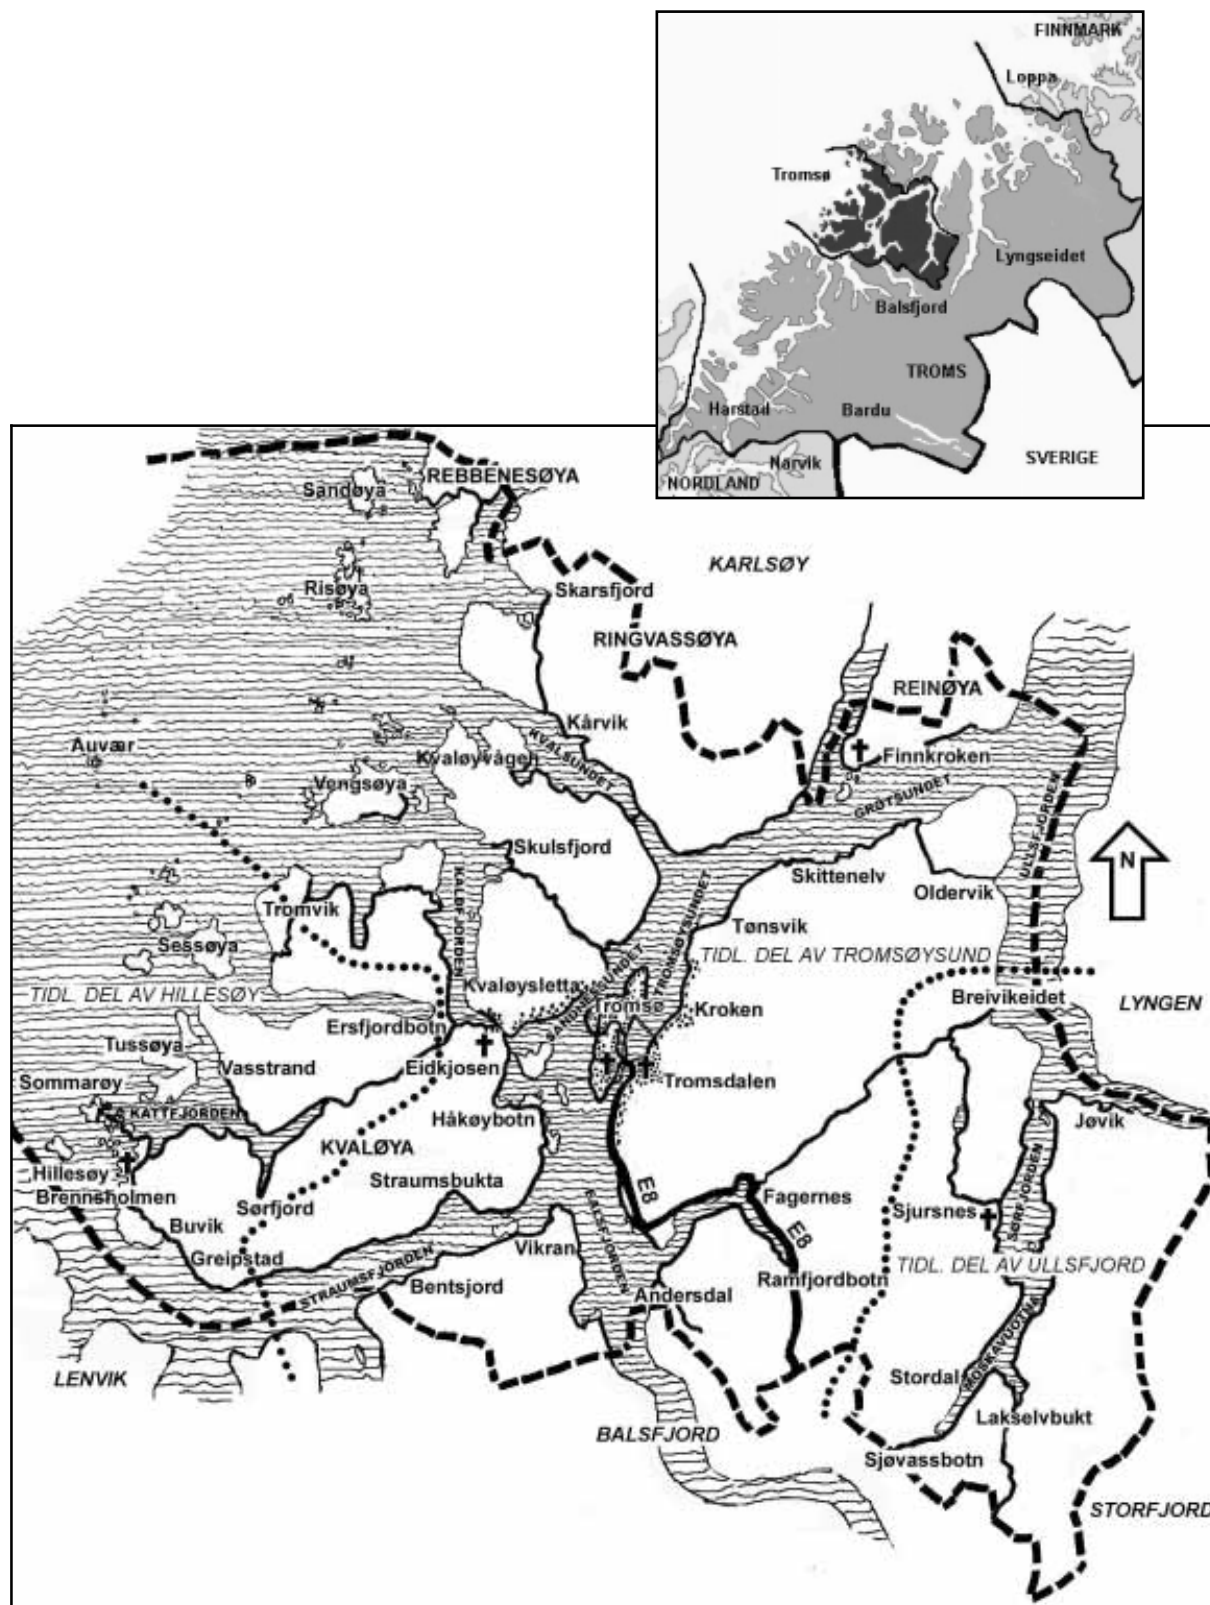 FINNMARK
Loppa
Tromsø
Lyngseidet
Balsfjord
TROMS
Harstad
Bardu
Narvik
SVERIGE
NORDLAND
REBBENESØYA
Sandøya
KARLSØY
Risøya
Skarsfjord
RINGVASSØYA
REINØYA
Kårvik
Auvær
KVALSUNDET
Kvaløyvågen
Finnkroken
Vengsøya
GRØTSUNDET
ULLSFJORDEN
N
Skulsfjord
KALDFJORDEN
Skittenelv
Oldervik
Tromvik
TROMSØYSUNDET
Tønsvik
Sessøya
TIDL. DEL AV TROMSØYSUND
TIDL. DEL AV HILLESØY
Kvaløysletta
SANDNESSUNDET
Tromsø
Kroken
Breivikeidet
LYNGEN
Ersfjordbotn
Tussøya
Vasstrand
Eidkjosen
Tromsdalen
Sommarøy
KATTFJORDEN
Håkøybotn
Jøvik
KVALØYA
Hillesøy
Brennsholmen
Straumsbukta
E8
Fagernes
Sørfjord
Sjursnes
SØRFJORDEN
Buvik
BALSFJORDEN
Greipstad
Vikran
E8
STRAUMSFJORDEN
Bentsjord
Ramfjordbotn
TIDL. DEL AV ULLSFJORD
Andersdal
MOSKAVUOTNA
LENVIK
Stordal
Lakselvbukt
BALSFJORD
Sjøvassbotn
STORFJORD